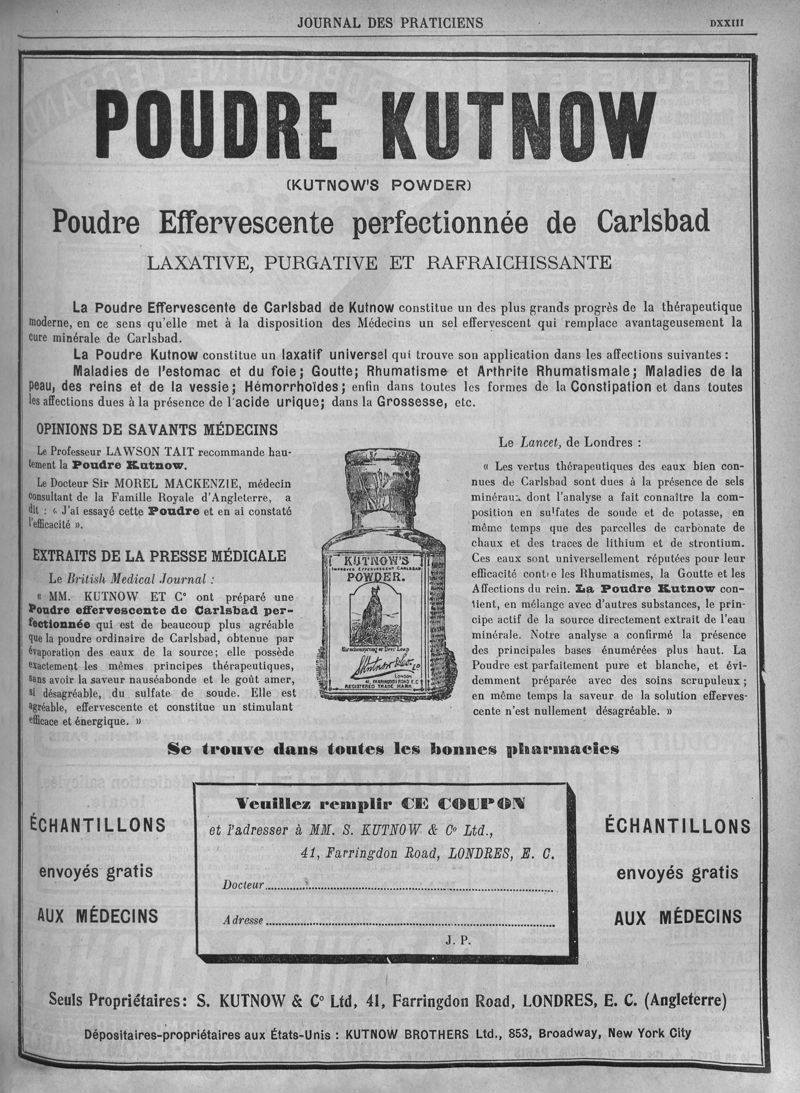 JOURNAL DES PRATICIENS
DXXIII
POUDRE KUTNOW
(KUTNOW'S POWDER)
Poudre Effervescente perfectionnée de Carlsbad
LAXATIVE, PURGATIVE ET RAFRAICHISSANTE
La Poudre Effervescente de Carlsbad de Kutnow constitue un des plus grands progrès de la thérapeutique
moderne, en ce sens qu'elle met à la disposition des Médecins un sel effervescent qui remplace avantageusement la
cure minérale de Carlsbad.
La Poudre Kutnow constitue un laxatif universel qui trouve son application dans les affections suivantes :
Maladies de l'estomac et du foie ; Goutte; Rhumatisme et Arthrite Rhumatismale ; Maladies de la
peau, des reins et de la vessie ; Hémorrhoïdes ; enfin dans toutes les formes de la Constipation et dans toutes
les affections dues à la présence de l'acide urique; dans la Grossesse, etc.
OPINIONS DE SAVANTS MÉDECINS
Le Professeur LAWSON TAIT recommande hau-
tement la Poudre Kutnow.
Le Docteur Sir MOREL MACKENZIE, médecin
consultant de la Famille Royale d'Angleterre, a
dit : « J'ai essayé cette Poudre et en ai constaté
l'efficacité ».
EXTRAITS DE LA PRESSE MÉDICALE
Le British Medical Journal :
« MM. KUTNOW ET Cº ont préparé une
Poudre effervescente de Carlsbad per-
fectionnée qui est de beaucoup plus agréable
que la poudre ordinaire de Carlsbad, obtenue par
évaporation des eaux de la source ; elle possède
exactement les mêmes principes thérapeutiques,
sans avoir la saveur nauséabonde et le goût amer,
si désagréable, du sulfate de soude. Elle est
agréable, effervescente et constitue un stimulant
efficace et énergique. »
KUTNOW'S
IMPROVED EFFERVESCENT CARLSBAD
POWDER.
Hirschensprung or Deer Leap
S. Kutnow & Co. Ld
LONDON
41, FARRINGDON ROAD E.C
REGISTERED TRADE MARK
Le Lancet, de Londres :
« Les vertus thérapeutiques des eaux bien con-
nues de Carlsbad sont dues à la présence de sels
minéraux dont l'analyse a fait connaître la com-
position en sulfates de soude et de potasse, en
même temps que des parcelles de carbonate de
chaux et des traces de lithium et de strontium.
Ces eaux sont universellement réputées pour leur
efficacité contre les Rhumatismes, la Goutte et les
Affections du rein. La Poudre Kutnow con-
tient, en mélange avec d'autres substances, le prin-
cipe actif de la source directement extrait de l'eau
minérale. Notre analyse a confirmé la présence
des principales bases énumérées plus haut. La
Poudre est parfaitement pure et blanche, et évi-
demment préparée avec des soins scrupuleux ;
en même temps la saveur de la solution efferves-
cente n'est nullement désagréable. »
Se trouve dans toutes les bonnes pharmacies
ÉCHANTILLONS
envoyés gratis
AUX MÉDECINS
Veuillez remplir CE COUPON
et l'adresser à MM. S. KUTNOW & Cº Ltd.,
41, Farringdon Road, LONDRES, E. C.
Docteur
Adresse
J. P.
ÉCHANTILLONS
envoyés gratis
AUX MÉDECINS
Seuls Propriétaires: S. KUTNOW & Cº Ltd, 41, Farringdon Road, LONDRES, E. C. (Angleterre)
Dépositaires-propriétaires aux États-Unis : KUTNOW BROTHERS Ltd., 853, Broadway, New York City